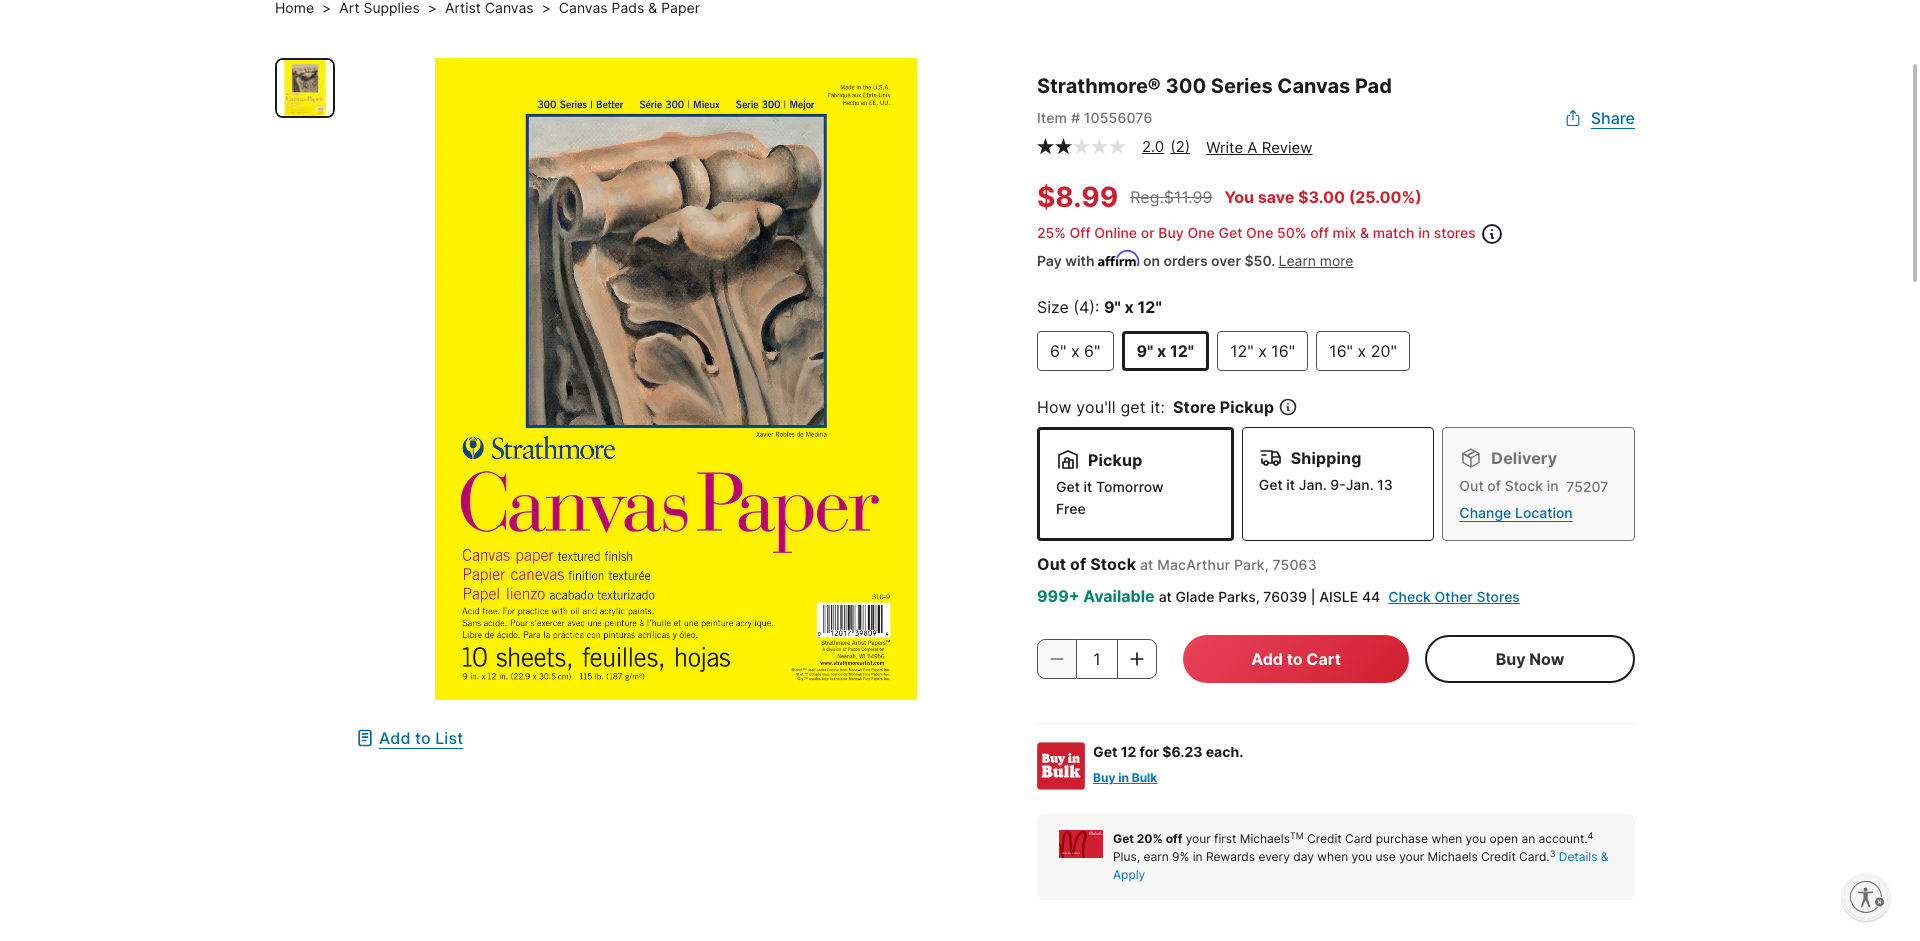 Home > Art Supplies > Artist Canvas > Canvas Pads & Paper
Made in the U.S.A.
Fabriqué aux États-Unis
Hecho en EE. UU.
300 Series | Better Série 300 | Mieux Serie 300 | Mejor
Xavier Robles de Medina
Strathmore
Canvas Paper
Canvas paper textured finish
Papier canevas finition texturée
Papel lienzo acabado texturizado
Acid free. For practice with oil and acrylic paints.
Sans acide. Pour s'exercer avec une peinture à l'huile et une peinture acrylique.
Libre de ácido. Para la práctica con pinturas acrílicas y óleo.
10 sheets, feuilles, hojas
9 in. x 12 in. (22.9 x 30.5 cm) 115 lb. (187 g/m²)
310-9
0 12017 39809 4
Strathmore Artist Papers™
A division of Pacon Corporation
Neenah, WI 54956
www.strathmoreartist.com
Add to List
Strathmore® 300 Series Canvas Pad
Item # 10556076
Share
2.0 (2) Write A Review
$8.99 Reg.$11.99 You save $3.00 (25.00%)
25% Off Online or Buy One Get One 50% off mix & match in stores
Pay with affirm on orders over $50. Learn more
Size (4): 9" x 12"
6" x 6" 9" x 12" 12" x 16" 16" x 20"
How you'll get it: Store Pickup
Pickup
Get it Tomorrow
Free
Shipping
Get it Jan. 9-Jan. 13
Delivery
Out of Stock in 75207
Change Location
Out of Stock at MacArthur Park, 75063
999+ Available at Glade Parks, 76039 | AISLE 44 Check Other Stores
1 Add to Cart Buy Now
Buy in
Bulk
Get 12 for $6.23 each.
Buy in Bulk
Get 20% off your first Michaels™ Credit Card purchase when you open an account.⁴
Plus, earn 9% in Rewards every day when you use your Michaels Credit Card.³ Details &
Apply